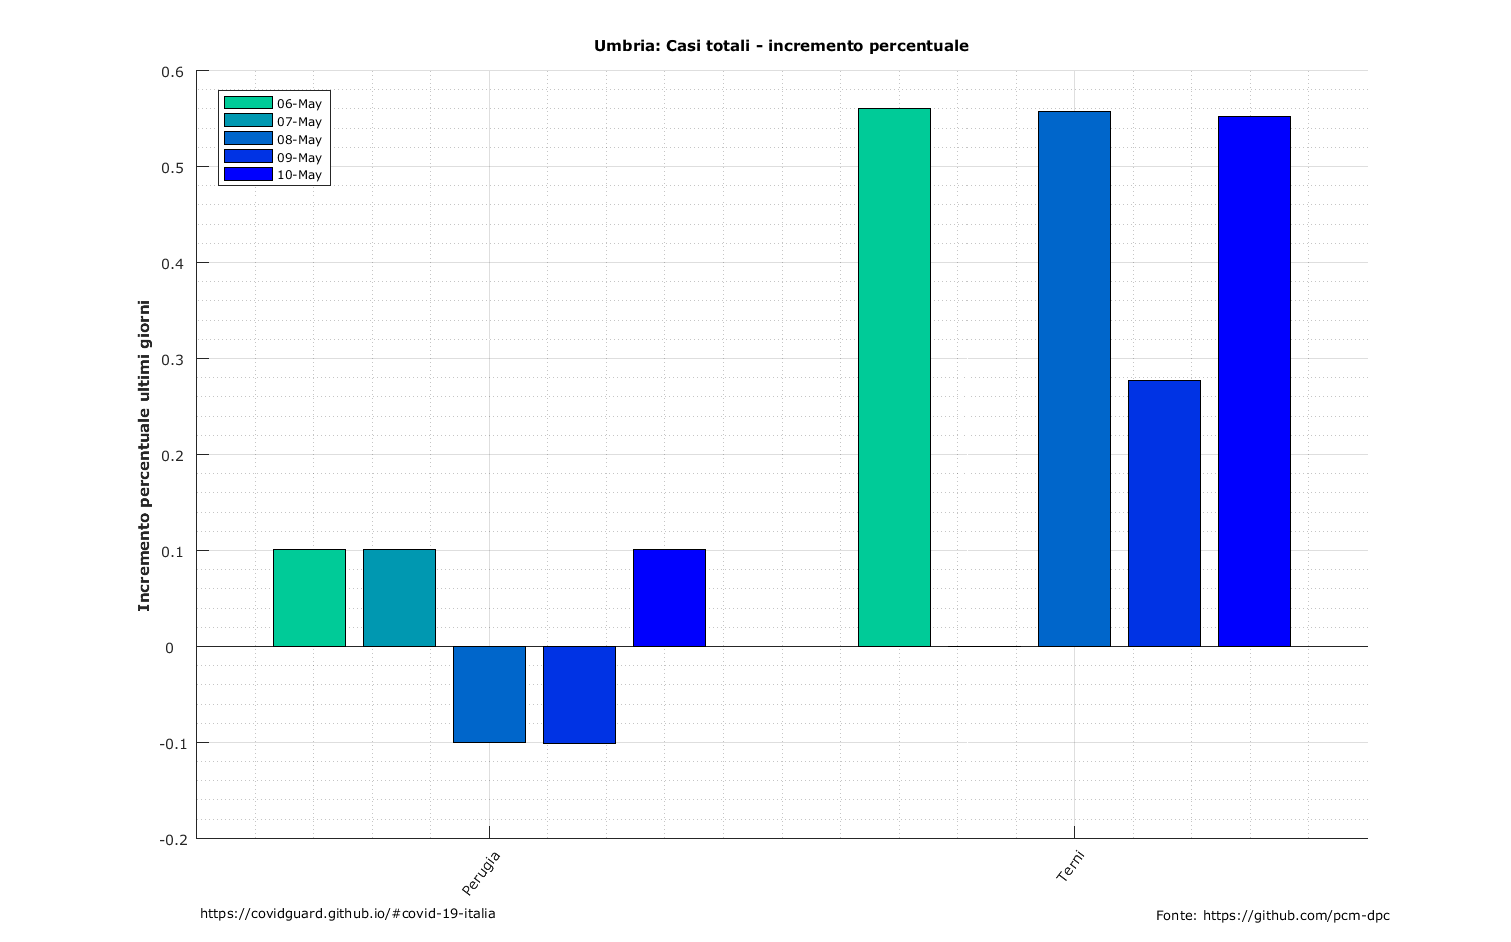 Umbria: Casi totali - incremento percentuale
06-May
07-May
08-May
09-May
10-May
Incremento percentuale ultimi giorni
0.6
0.5
0.4
0.3
0.2
0.1
0
-0.1
-0.2
Perugia
Terni
https://covidguard.github.io/#covid-19-italia
Fonte: https://github.com/pcm-dpc